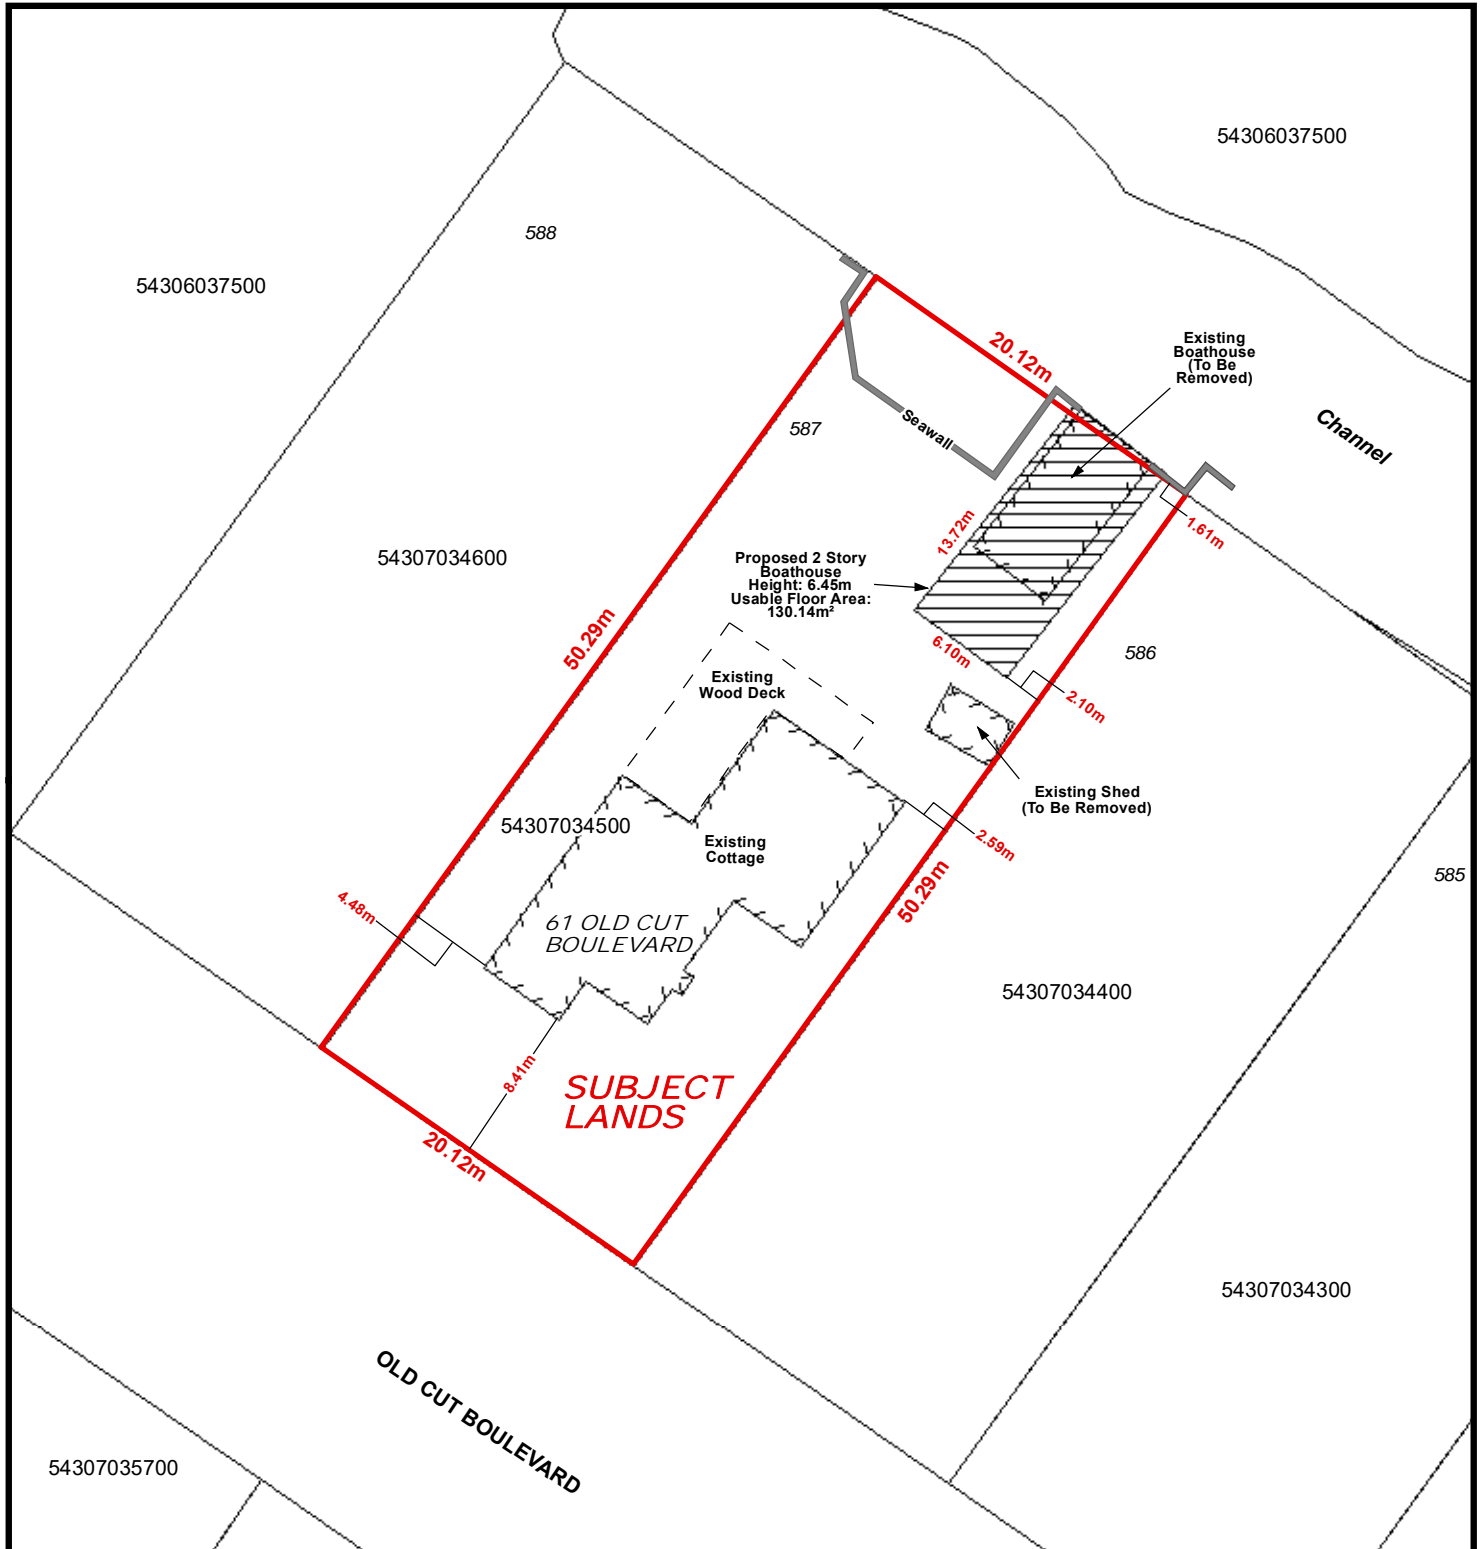 54306037500
588
54306037500
20.12m
Existing
Boathouse
(To Be
Removed)
Channel
587
Seawall
13.72m
1.61m
54307034600
Proposed 2 Story
Boathouse
Height: 6.45m
Usable Floor Area:
130.14m²
50.29m
6.10m
586
Existing
Wood Deck
2.10m
Existing Shed
(To Be Removed)
54307034500
Existing
Cottage
2.59m
50.29m
585
4.48m
61 OLD CUT
BOULEVARD
54307034400
8.41m
SUBJECT
LANDS
20.12m
54307034300
OLD CUT BOULEVARD
54307035700